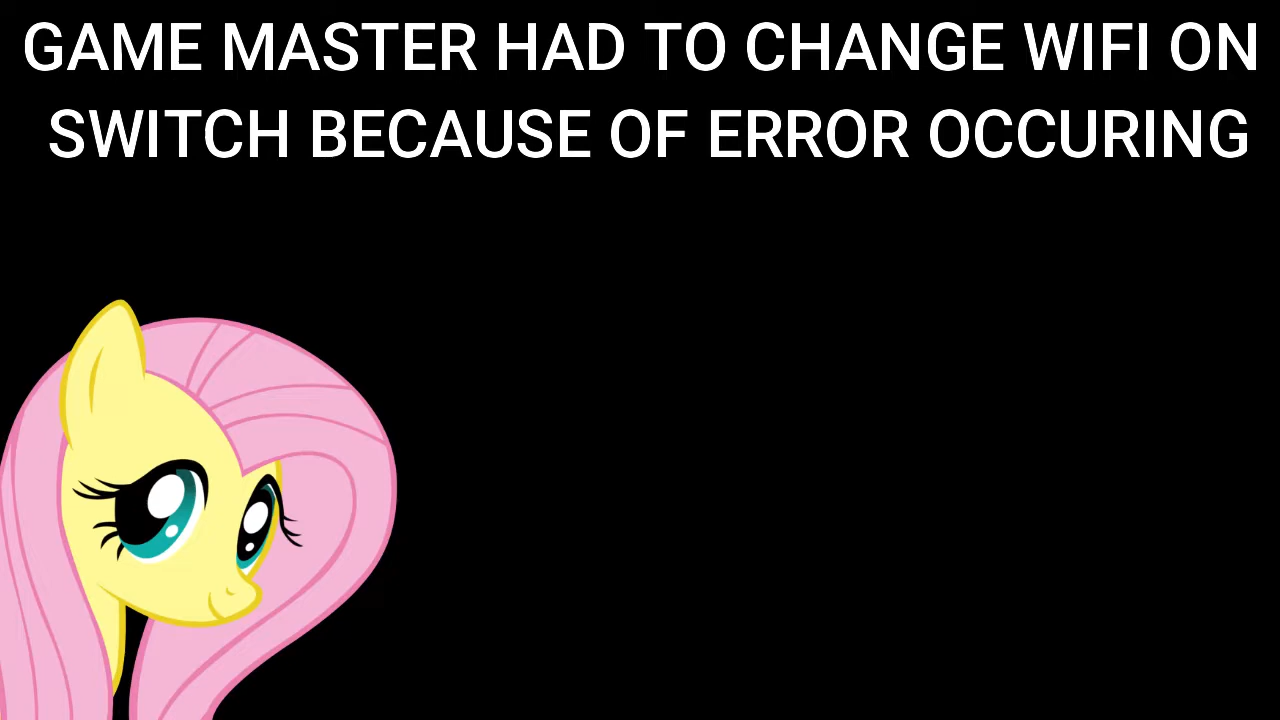 GAME MASTER HAD TO CHANGE WIFI ON
SWITCH BECAUSE OF ERROR OCCURING